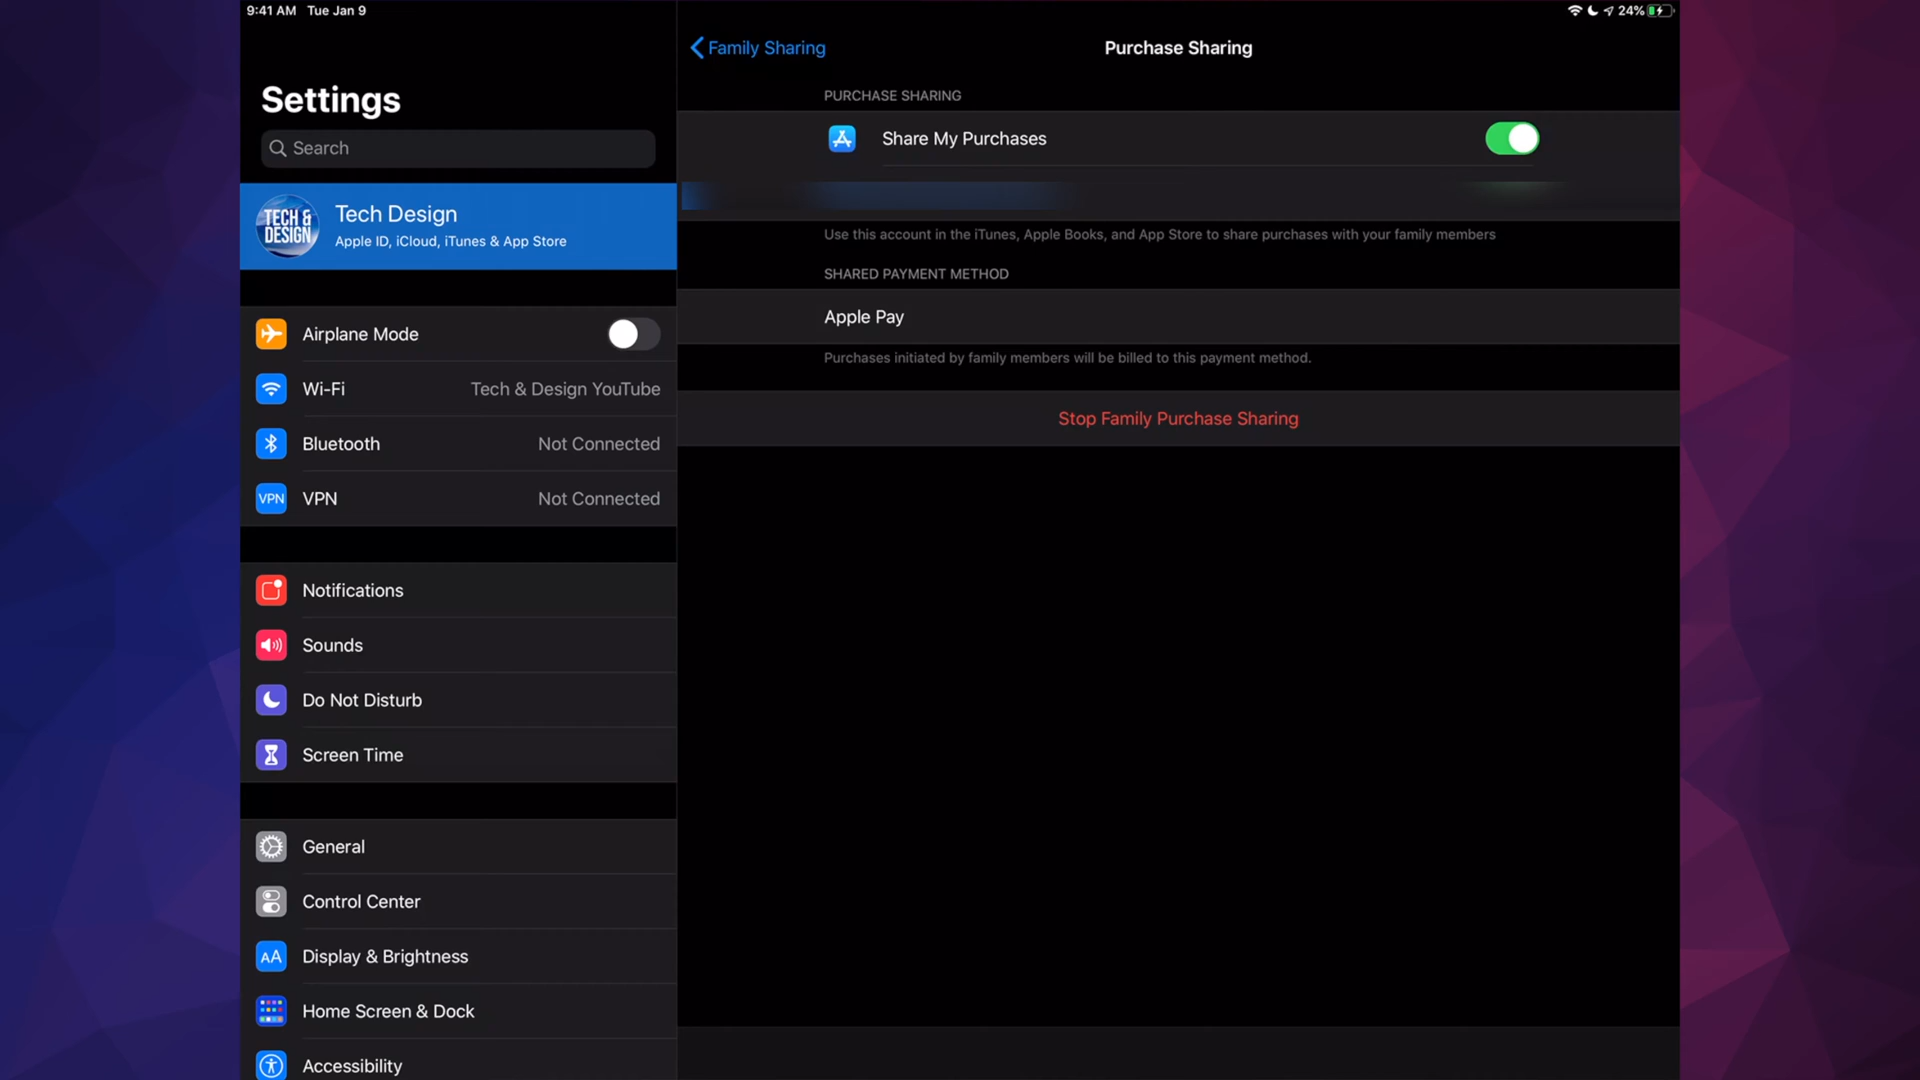 9:41 AM Tue Jan 9
24%
Settings
Search
TECH &
DESIGN
Tech Design
Apple ID, iCloud, iTunes & App Store
Airplane Mode
Wi-Fi Tech & Design YouTube
Bluetooth Not Connected
VPN VPN Not Connected
Notifications
Sounds
Do Not Disturb
Screen Time
General
Control Center
AA Display & Brightness
Home Screen & Dock
Accessibility
Family Sharing
Purchase Sharing
PURCHASE SHARING
Share My Purchases
Use this account in the iTunes, Apple Books, and App Store to share purchases with your family members
SHARED PAYMENT METHOD
Apple Pay
Purchases initiated by family members will be billed to this payment method.
Stop Family Purchase Sharing